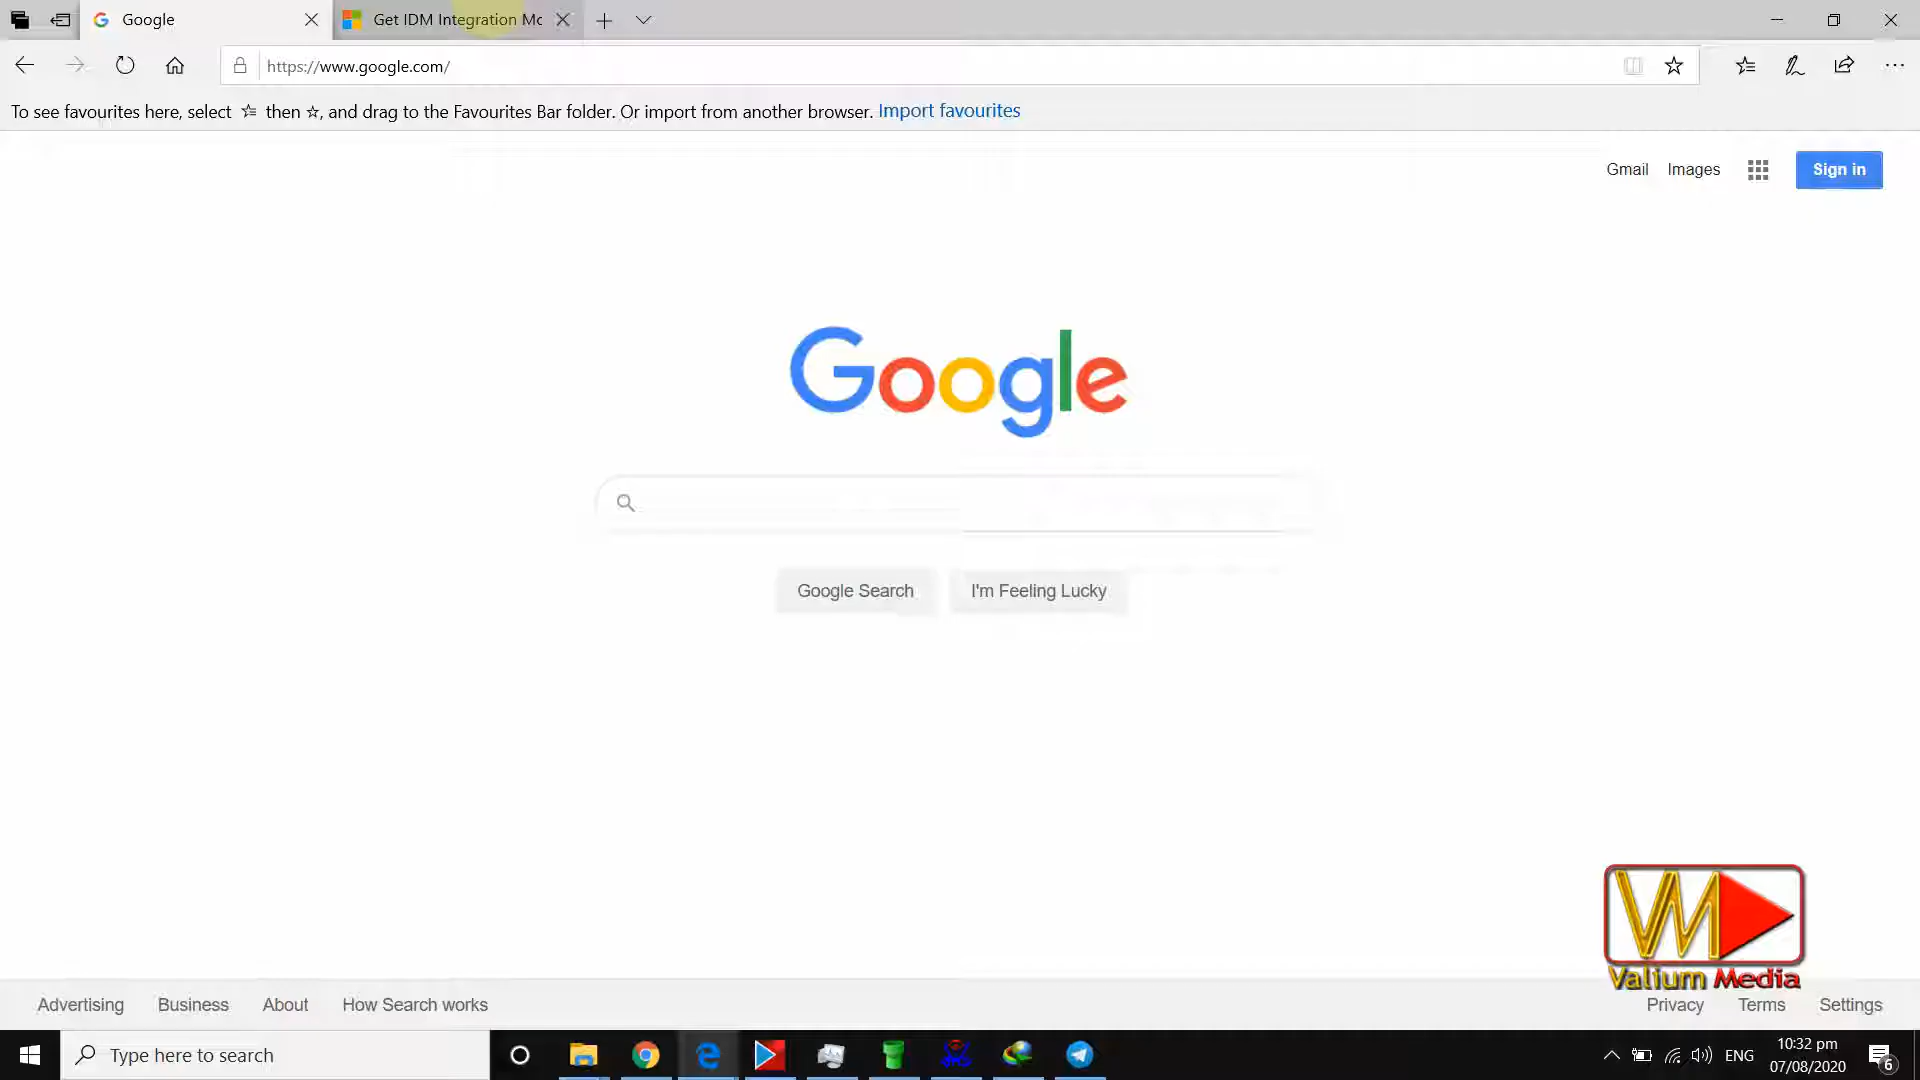 Google
Get IDM Integration Mo
https://www.google.com/
To see favourites here, select then , and drag to the Favourites Bar folder. Or import from another browser. Import favourites
Gmail Images Sign in
Google
Google Search I'm Feeling Lucky
VM
Valium Media
Advertising Business About How Search works Privacy Terms Settings
Type here to search
ENG
10:32 pm
07/08/2020
6